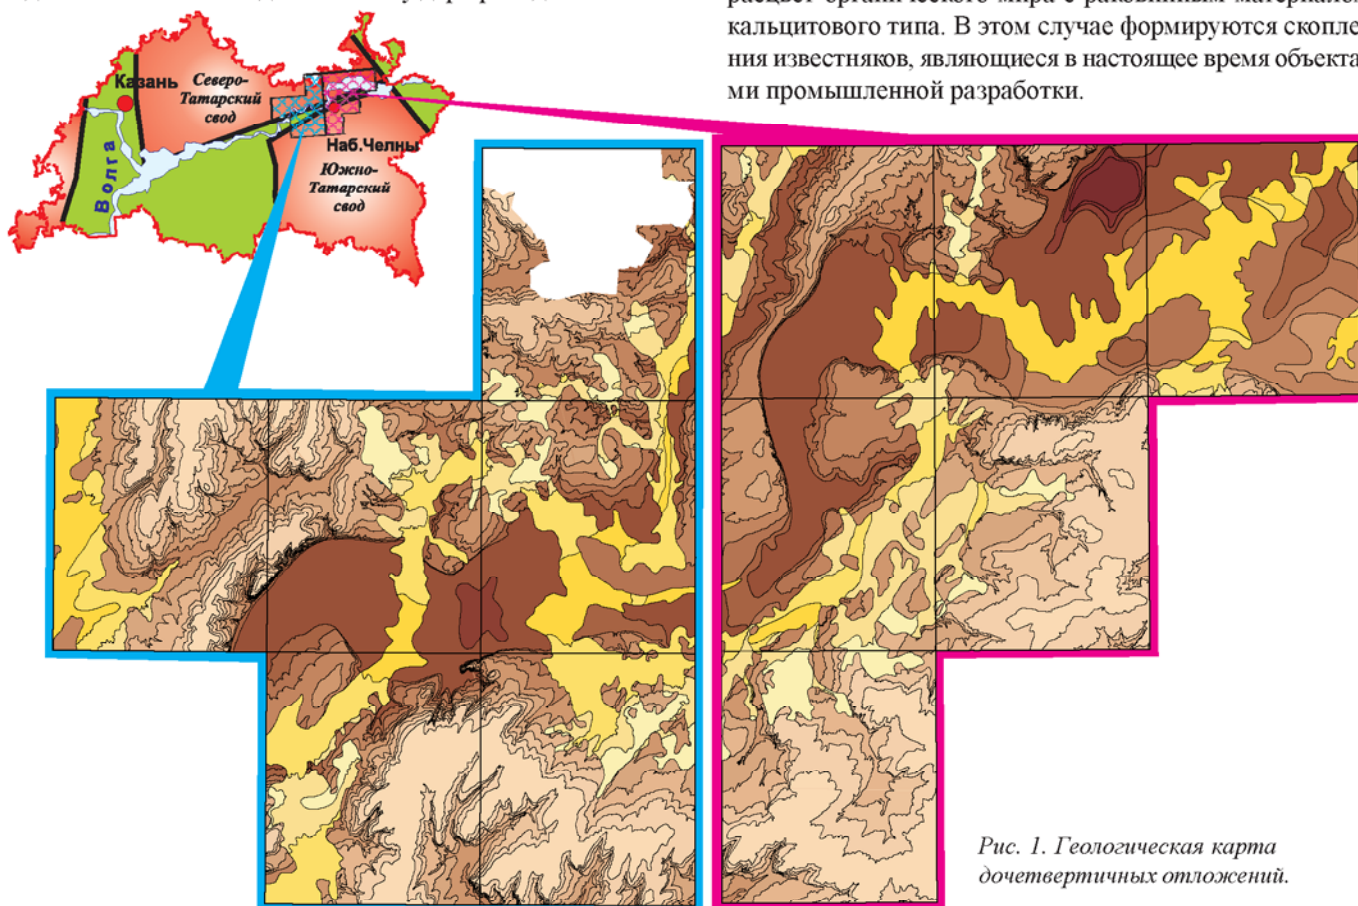 кальцитового типа. В этом случае формируются скопле-
ния известняков, являющиеся в настоящее время объекта-
ми промышленной разработки.
Казань
Северо-
Татарский
свод
Наб.Челны
Южно-
Татарский
свод
Волга
Рис. 1. Геологическая карта
дочетвертичных отложений.